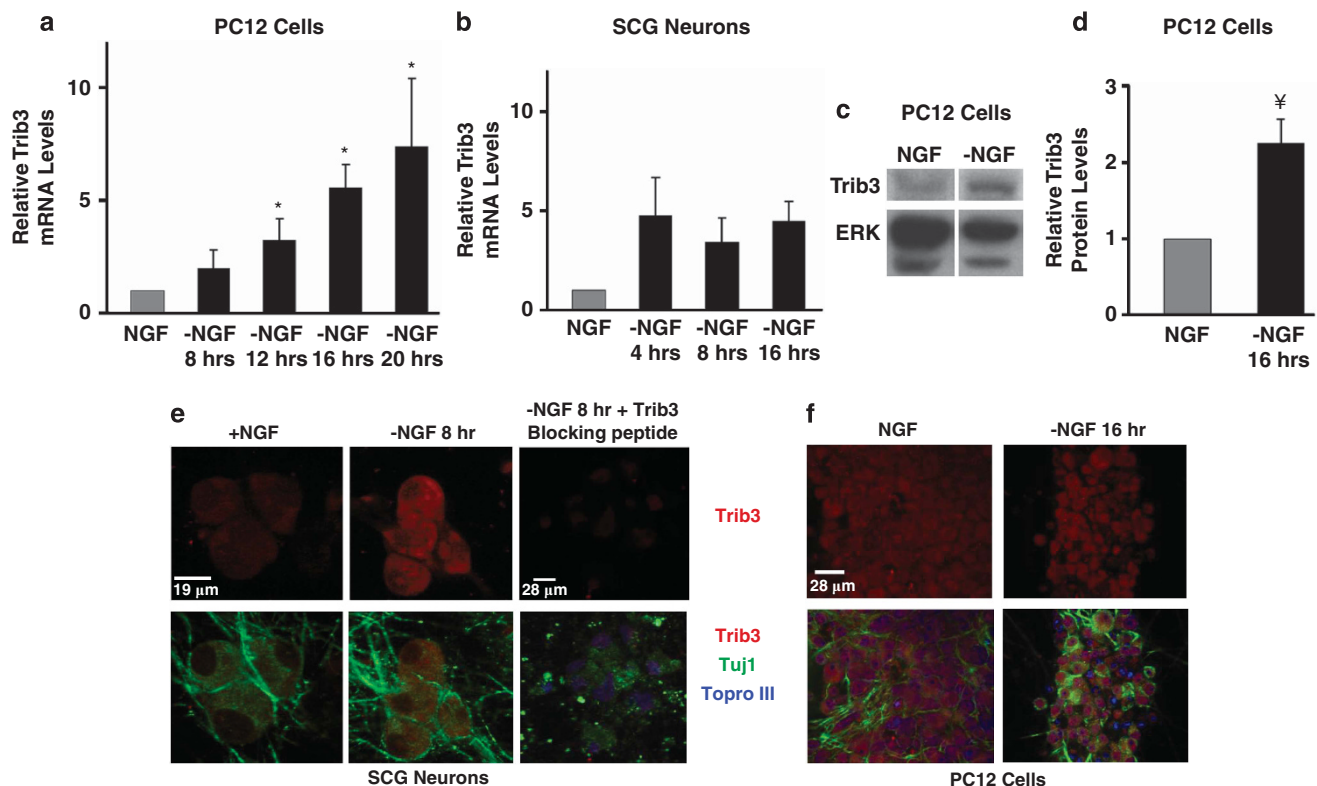 a
PC12 Cells
Relative Trib3
mRNA Levels
10
5
0
*
*
*
*
NGF
-NGF
8 hrs
-NGF
12 hrs
-NGF
16 hrs
-NGF
20 hrs
b
SCG Neurons
Relative Trib3
mRNA Levels
10
5
0
NGF
-NGF
4 hrs
-NGF
8 hrs
-NGF
16 hrs
c
PC12 Cells
NGF
-NGF
Trib3
ERK
d
PC12 Cells
Relative Trib3
Protein Levels
3
2
1
0
¥
NGF
-NGF
16 hrs
e
+NGF
-NGF 8 hr
-NGF 8 hr + Trib3
Blocking peptide
19 µm
28 µm
Trib3
Trib3
Tuj1
Topro III
SCG Neurons
f
NGF
-NGF 16 hr
28 µm
PC12 Cells